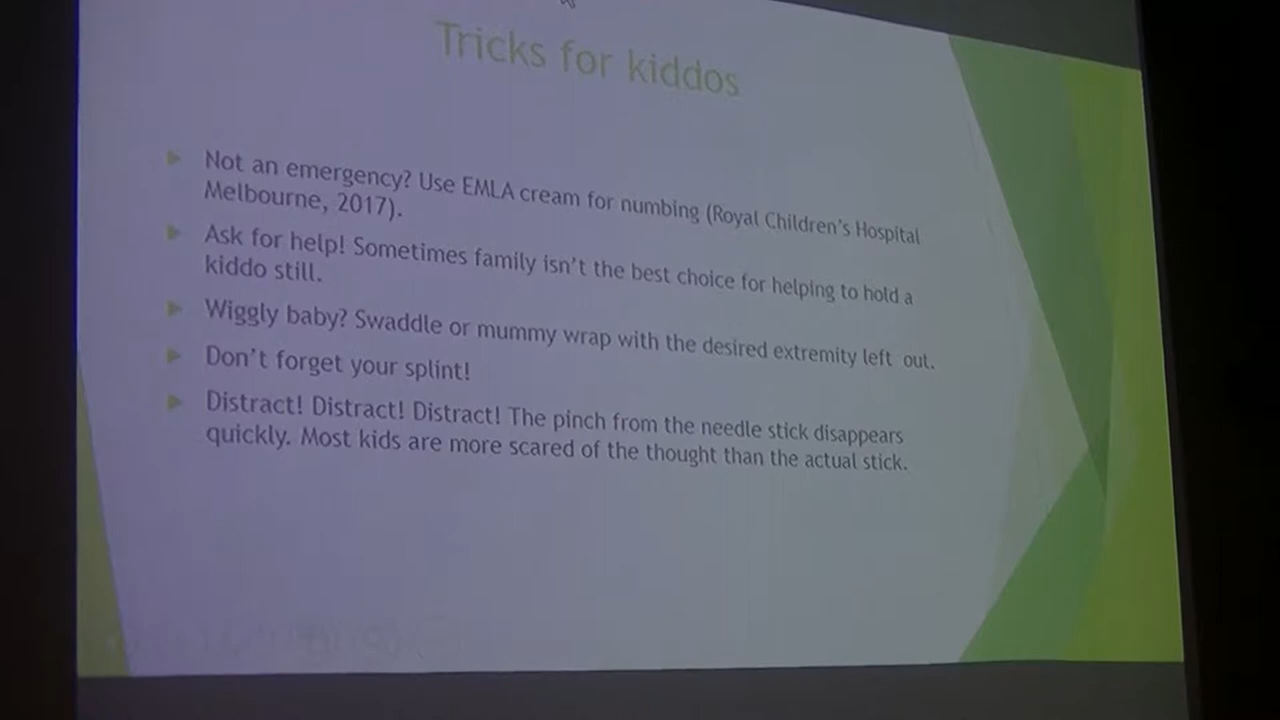 Tricks for kiddos
Not an emergency? Use EMLA cream for numbing (Royal Children's Hospital
Melbourne, 2017).
Ask for help! Sometimes family isn't the best choice for helping to hold a
kiddo still.
Wiggly baby? Swaddle or mummy wrap with the desired extremity left out.
Don't forget your splint!
Distract! Distract! Distract! The pinch from the needle stick disappears
quickly. Most kids are more scared of the thought than the actual stick.